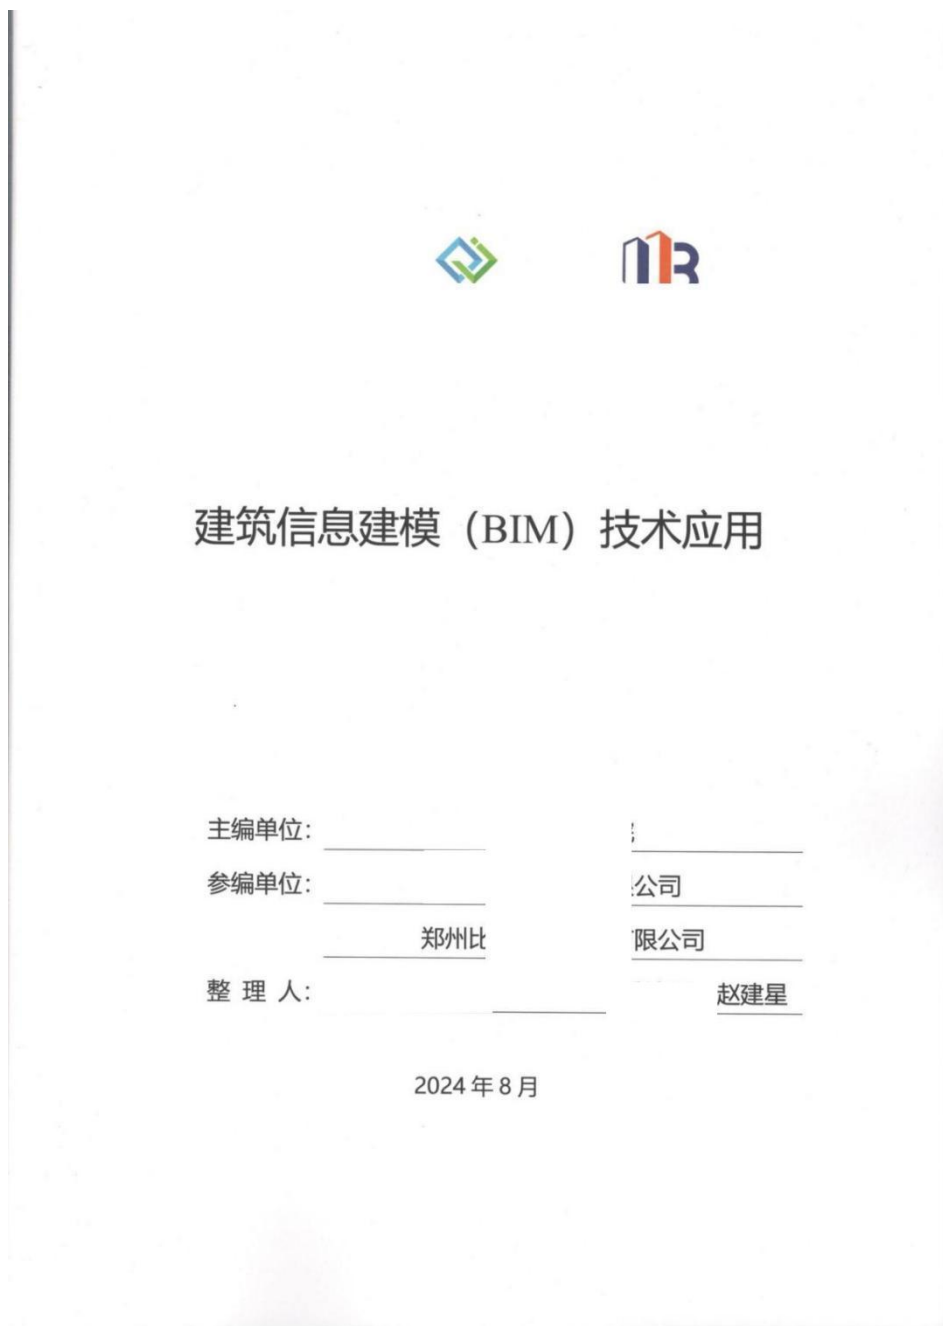 建筑信息建模（BIM）技术应用
主编单位：
参编单位： 公司
郑州比 有限公司
整 理 人： 赵建星
2024年8月